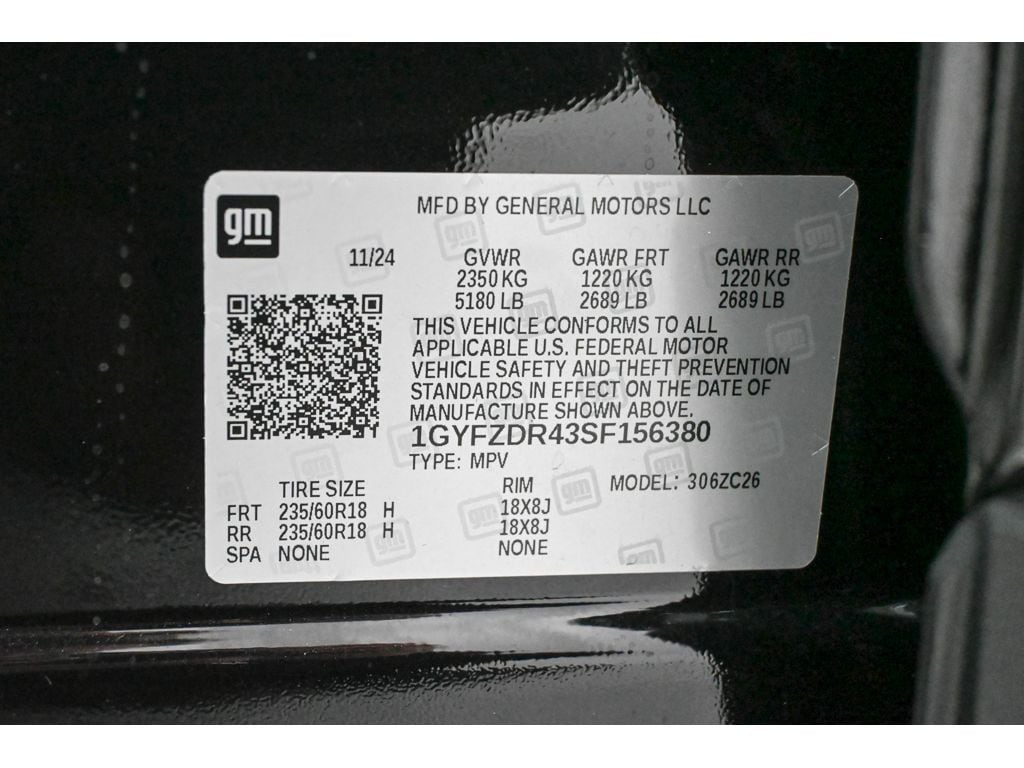 gm
MFD BY GENERAL MOTORS LLC
11/24 GVWR GAWR FRT GAWR RR
2350 KG 1220 KG 1220 KG
5180 LB 2689 LB 2689 LB
THIS VEHICLE CONFORMS TO ALL
APPLICABLE U.S. FEDERAL MOTOR
VEHICLE SAFETY AND THEFT PREVENTION
STANDARDS IN EFFECT ON THE DATE OF
MANUFACTURE SHOWN ABOVE.
1GYFZDR43SF156380
TYPE: MPV
TIRE SIZE RIM MODEL: 306ZC26
FRT 235/60R18 H 18X8J
RR 235/60R18 H 18X8J
SPA NONE NONE